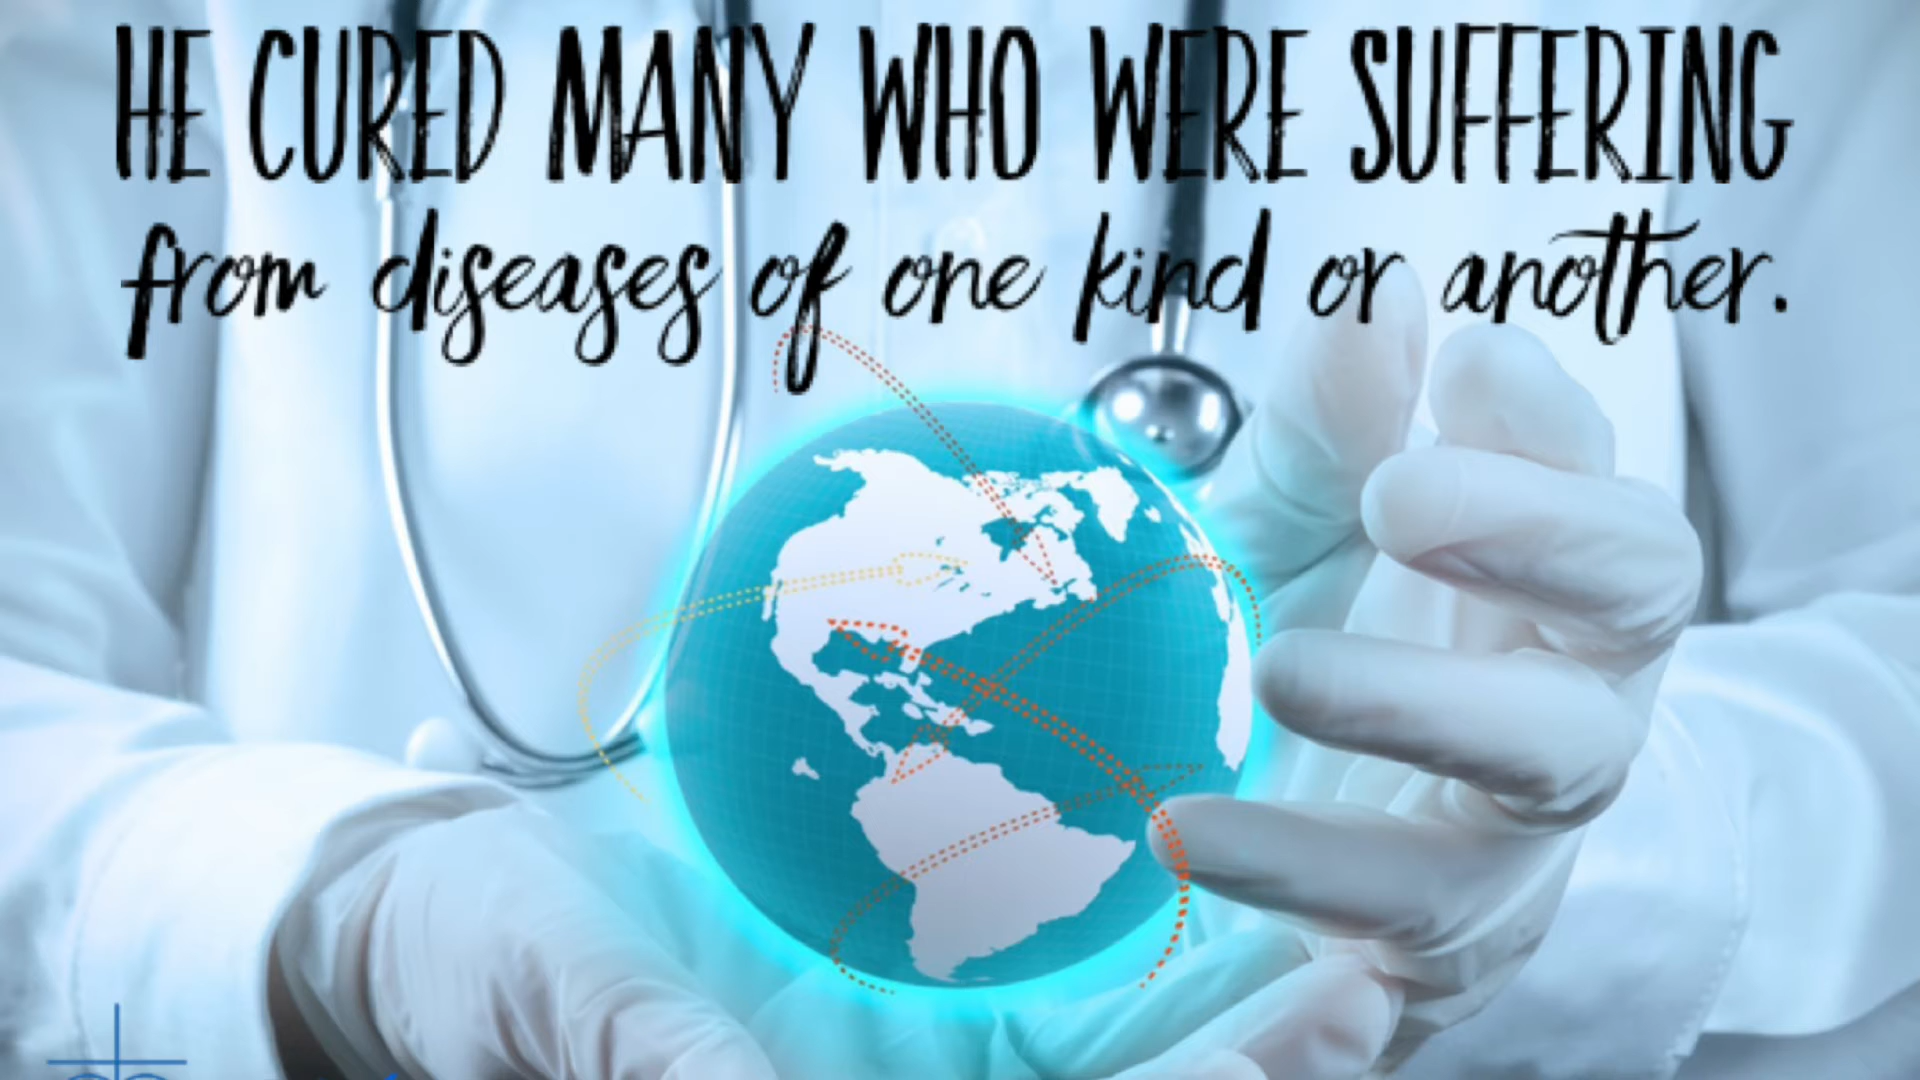 HE CURED MANY WHO WERE SUFFERING
from diseases of one kind or another.